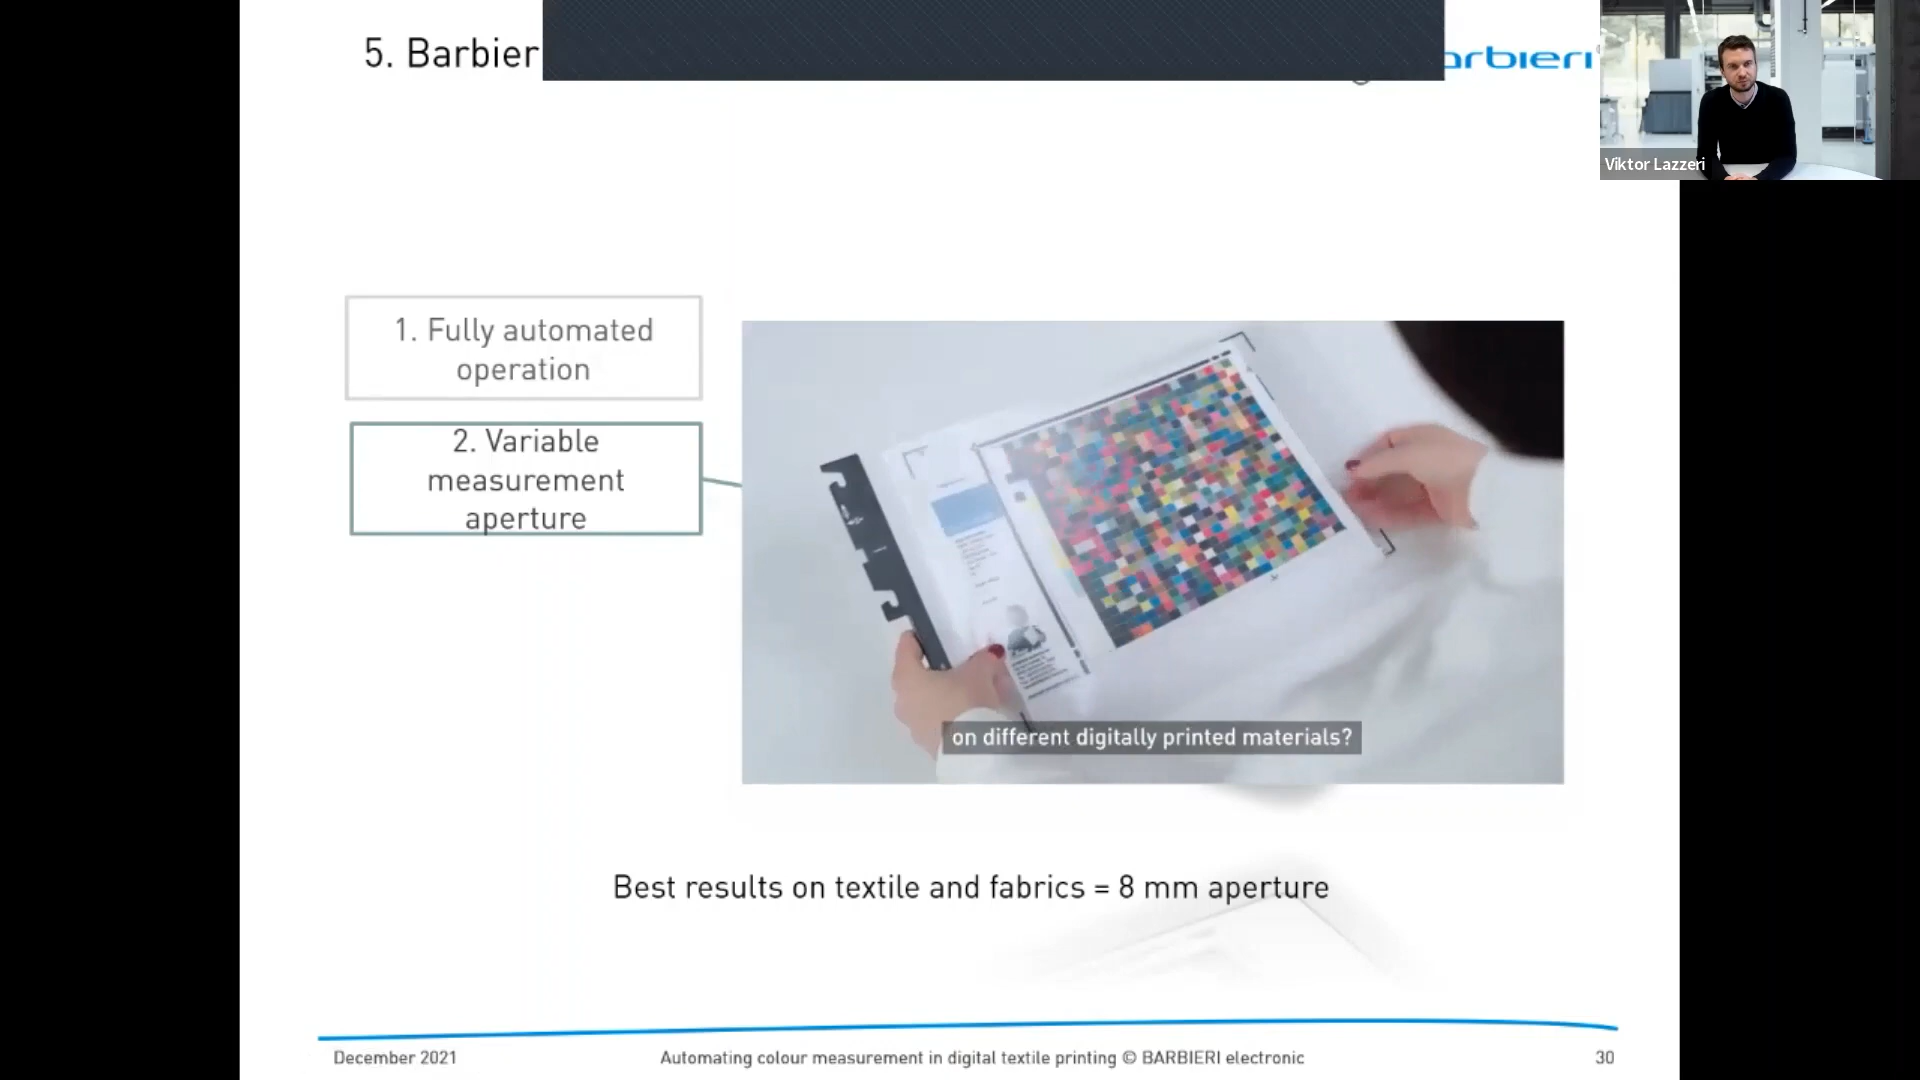 5. Barbier
arbieri
Viktor Lazzeri
1. Fully automated
operation
2. Variable
measurement
aperture
on different digitally printed materials?
Best results on textile and fabrics = 8 mm aperture
December 2021
Automating colour measurement in digital textile printing © BARBIERI electronic
30